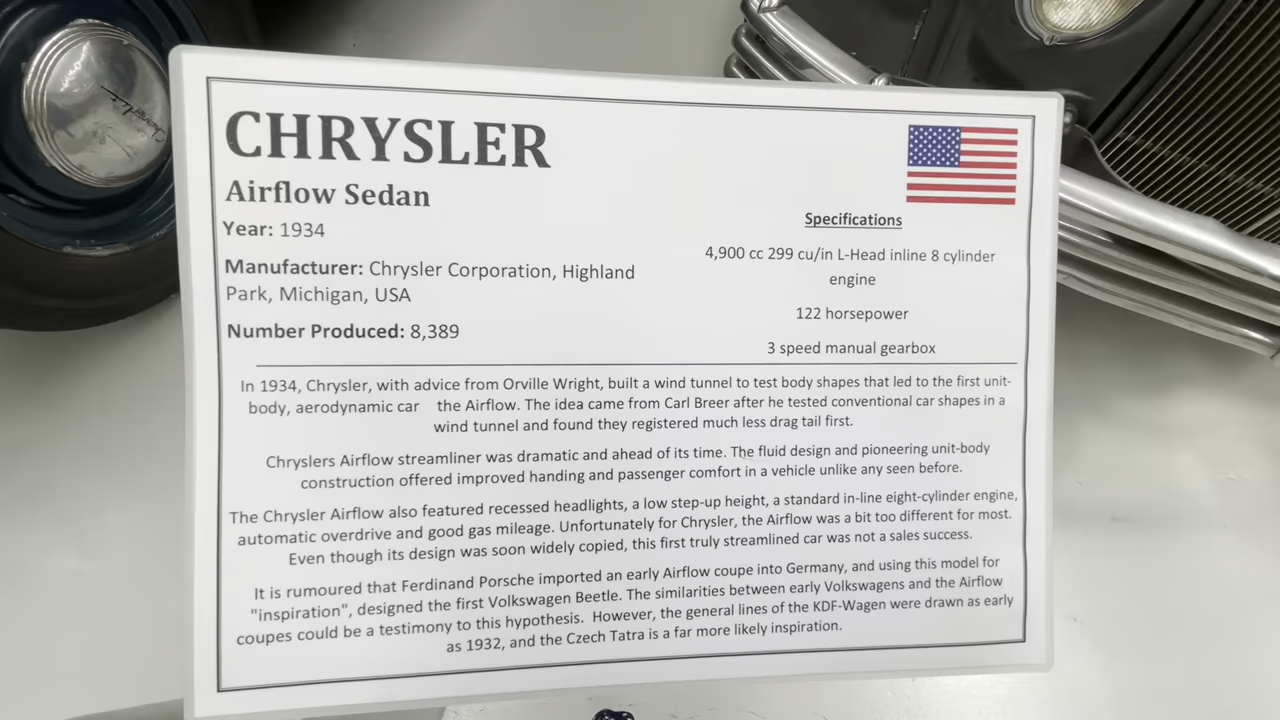 CHRYSLER
Airflow Sedan
Year: 1934
Manufacturer: Chrysler Corporation, Highland
Park, Michigan, USA
Number Produced: 8,389
Specifications
4,900 cc 299 cu/in L-Head inline 8 cylinder
engine
122 horsepower
3 speed manual gearbox
In 1934, Chrysler, with advice from Orville Wright, built a wind tunnel to test body shapes that led to the first unit-
body, aerodynamic car the Airflow. The idea came from Carl Breer after he tested conventional car shapes in a
wind tunnel and found they registered much less drag tail first.
Chryslers Airflow streamliner was dramatic and ahead of its time. The fluid design and pioneering unit-body
construction offered improved handing and passenger comfort in a vehicle unlike any seen before.
The Chrysler Airflow also featured recessed headlights, a low step-up height, a standard in-line eight-cylinder engine,
automatic overdrive and good gas mileage. Unfortunately for Chrysler, the Airflow was a bit too different for most.
Even though its design was soon widely copied, this first truly streamlined car was not a sales success.
It is rumoured that Ferdinand Porsche imported an early Airflow coupe into Germany, and using this model for
"inspiration", designed the first Volkswagen Beetle. The similarities between early Volkswagens and the Airflow
coupes could be a testimony to this hypothesis. However, the general lines of the KDF-Wagen were drawn as early
as 1932, and the Czech Tatra is a far more likely inspiration.
Chrysler